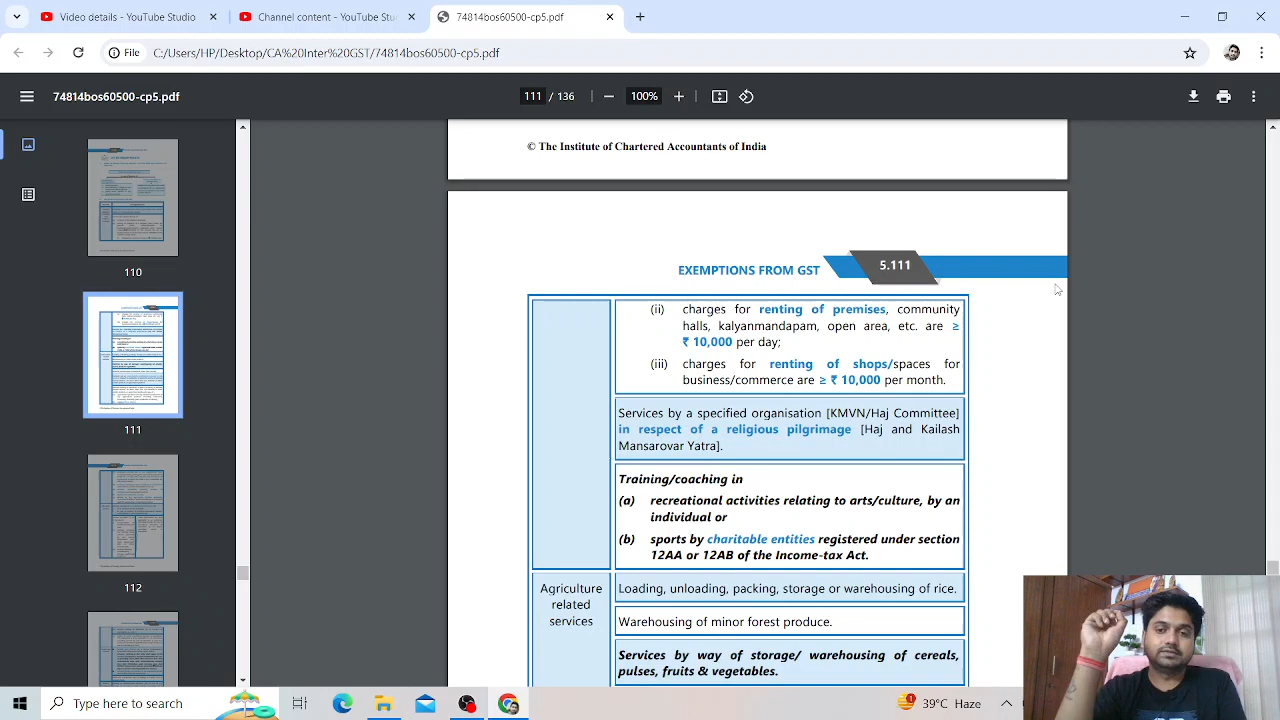 Video details - YouTube Studio
Channel content - YouTube Stu
74814bos60500-cp5.pdf
File
C:/Users/HP/Desktop/CA%20Inter%20GST/74814bos60500-cp5.pdf
74814bos60500-cp5.pdf
111 / 136
100%
110
111
112
© The Institute of Chartered Accountants of India
EXEMPTIONS FROM GST
5.111
(ii) charges for renting of premises, community
halls, kalyanmandapam, open area, etc. are ≥
₹ 10,000 per day;
(iii) charges for renting of shops/spaces for
business/commerce are ≥ ₹ 10,000 per month.
Services by a specified organisation [KMVN/Haj Committee]
in respect of a religious pilgrimage [Haj and Kailash
Mansarovar Yatra].
Training/coaching in
(a) recreational activities relating to arts/culture, by an
individual or
(b) sports by charitable entities registered under section
12AA or 12AB of the Income-tax Act.
Agriculture
related
services
Loading, unloading, packing, storage or warehousing of rice.
Warehousing of minor forest produce.
Services by way of storage/ warehousing of cereals,
pulses, fruits & vegetables.
Type here to search
1
39°C Haze